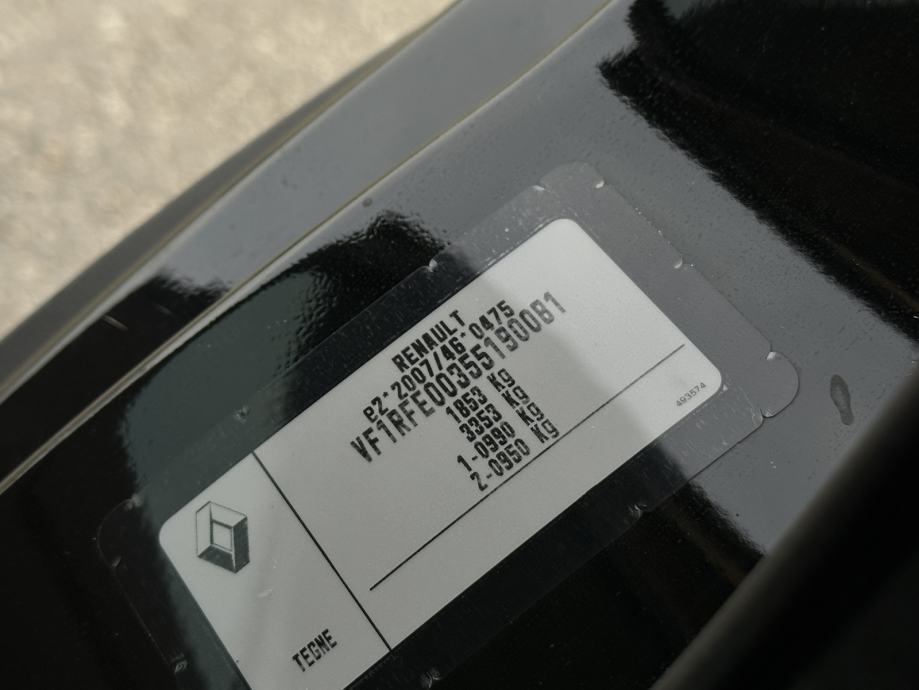 RENAULT
e2*2007/46*0475
VF1RFE00355190081
1853 Kg
3353 Kg
1-0990 Kg
2-0950 Kg
493574
TEGNE